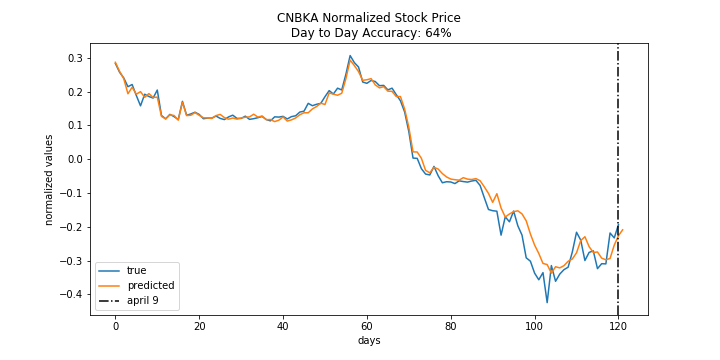 CNBKA Normalized Stock Price
Day to Day Accuracy: 64%
normalized values
0.3
0.2
0.1
0.0
−0.1
−0.2
−0.3
−0.4
true
predicted
april 9
0
20
40
60
80
100
120
days